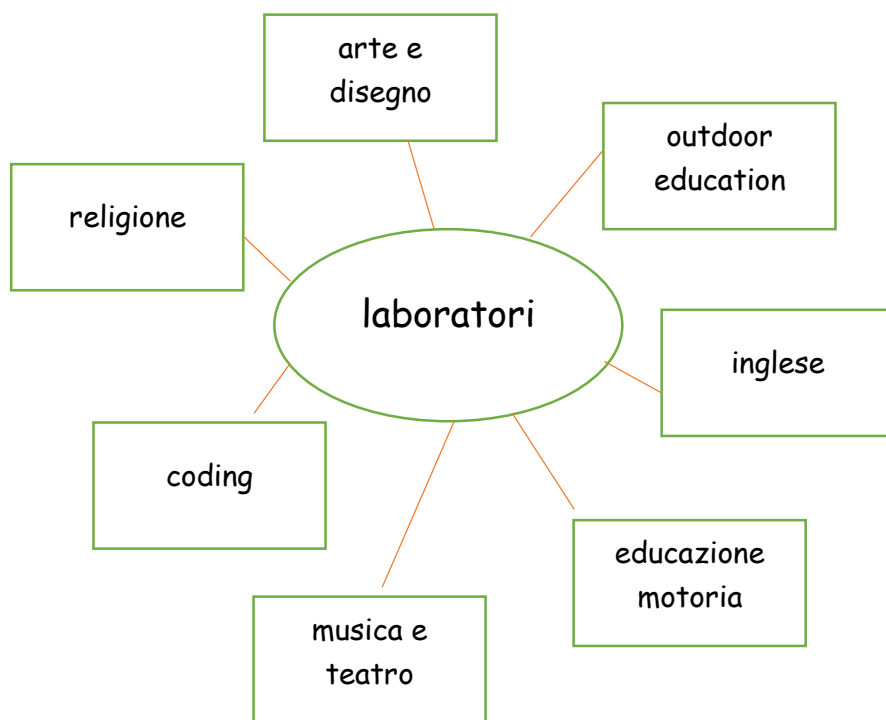 arte e
disegno
outdoor
education
religione
laboratori
inglese
coding
educazione
motoria
musica e
teatro